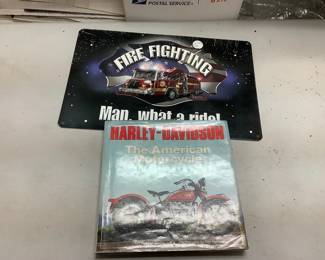 POSTAL SERVICE
FIRE FIGHTING
Man, what a ride!
HARLEY-DAVIDSON
The American
Motorcycle